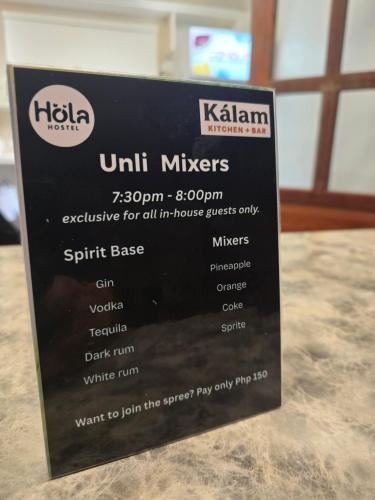 Höla
HOSTEL
Kálam
KITCHEN + BAR
Unli Mixers
7:30pm - 8:00pm
exclusive for all in-house guests only.
Spirit Base
Gin
Vodka
Tequila
Dark rum
White rum
Mixers
Pineapple
Orange
Coke
Sprite
Want to join the spree? Pay only Php 150